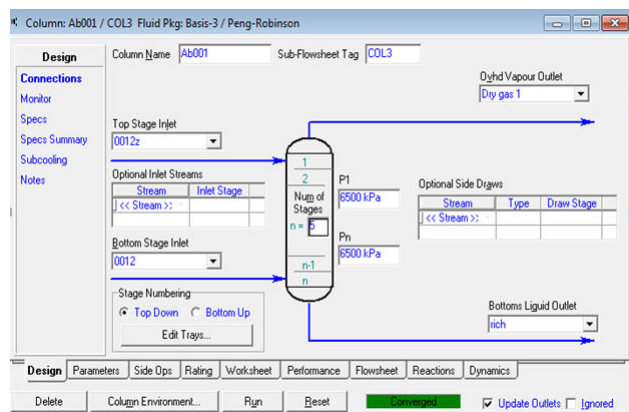 Column: Ab001 / COL3 Fluid Pkg: Basis-3 / Peng-Robinson
Design
Connections
Monitor
Specs
Specs Summary
Subcooling
Notes
Column Name Ab001 Sub-Flowsheet Tag COL3
Ovhd Vapour Outlet
Dry gas 1
Top Stage Inlet
0012z
Optional Inlet Streams
Stream Inlet Stage
<< Stream >>
Bottom Stage Inlet
0012
Stage Numbering
Top Down Bottom Up
Edit Trays...
1
2
Num of
Stages
n = 5
n-1
n
P1
6500 kPa
Pn
6500 kPa
Optional Side Draws
Stream Type Draw Stage
<< Stream >>
Bottoms Liquid Outlet
rich
Design Parameters Side Ops Rating Worksheet Performance Flowsheet Reactions Dynamics
Delete Column Environment... Run Reset Converged Update Outlets Ignored